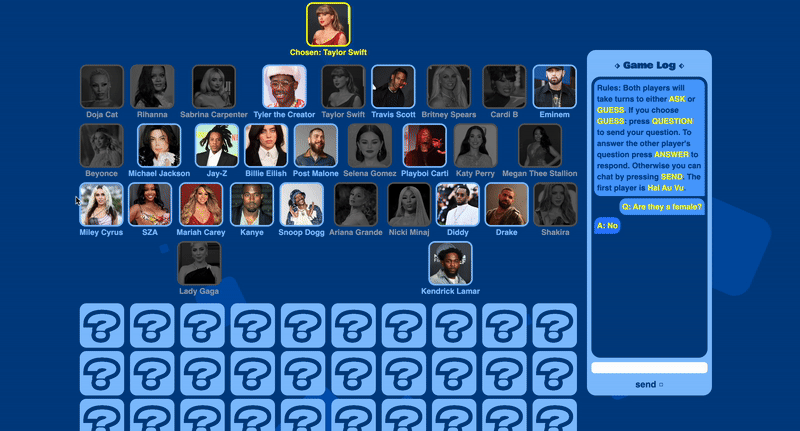 Chosen: Taylor Swift
Doja Cat Rihanna Sabrina Carpenter Tyler the Creator Taylor Swift Travis Scott Britney Spears Cardi B Eminem
Beyonce Michael Jackson Jay-Z Billie Eilish Post Malone Selena Gomez Playboi Carti Katy Perry Megan Thee Stallion
Miley Cyrus SZA Mariah Carey Kanye Snoop Dogg Ariana Grande Nicki Minaj Diddy Drake Shakira
Lady Gaga Kendrick Lamar
? ? ? ? ? ? ? ? ? ?
? ? ? ? ? ? ? ? ? ?
? ? ? ? ? ? ? ? ? ?
Game Log
Rules: Both players will
take turns to either ASK or
GUESS. If you choose
GUESS: press QUESTION
to send your question. To
answer the other player's
question press ANSWER to
respond. Otherwise you can
chat by pressing SEND. The
first player is Hai Au Vu.
Q: Are they a female?
A: No
send